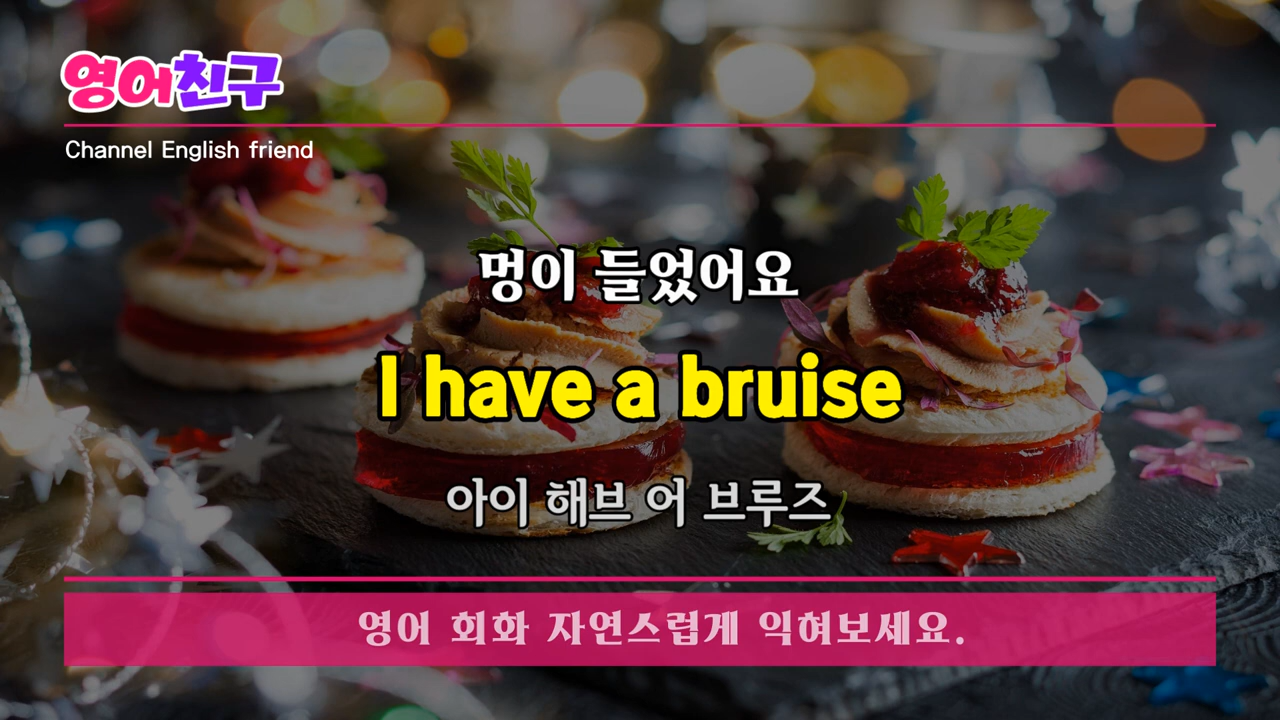 영어친구
Channel English friend
멍이 들었어요
I have a bruise
아이 해브 어 브루즈
영어 회화 자연스럽게 익혀보세요.